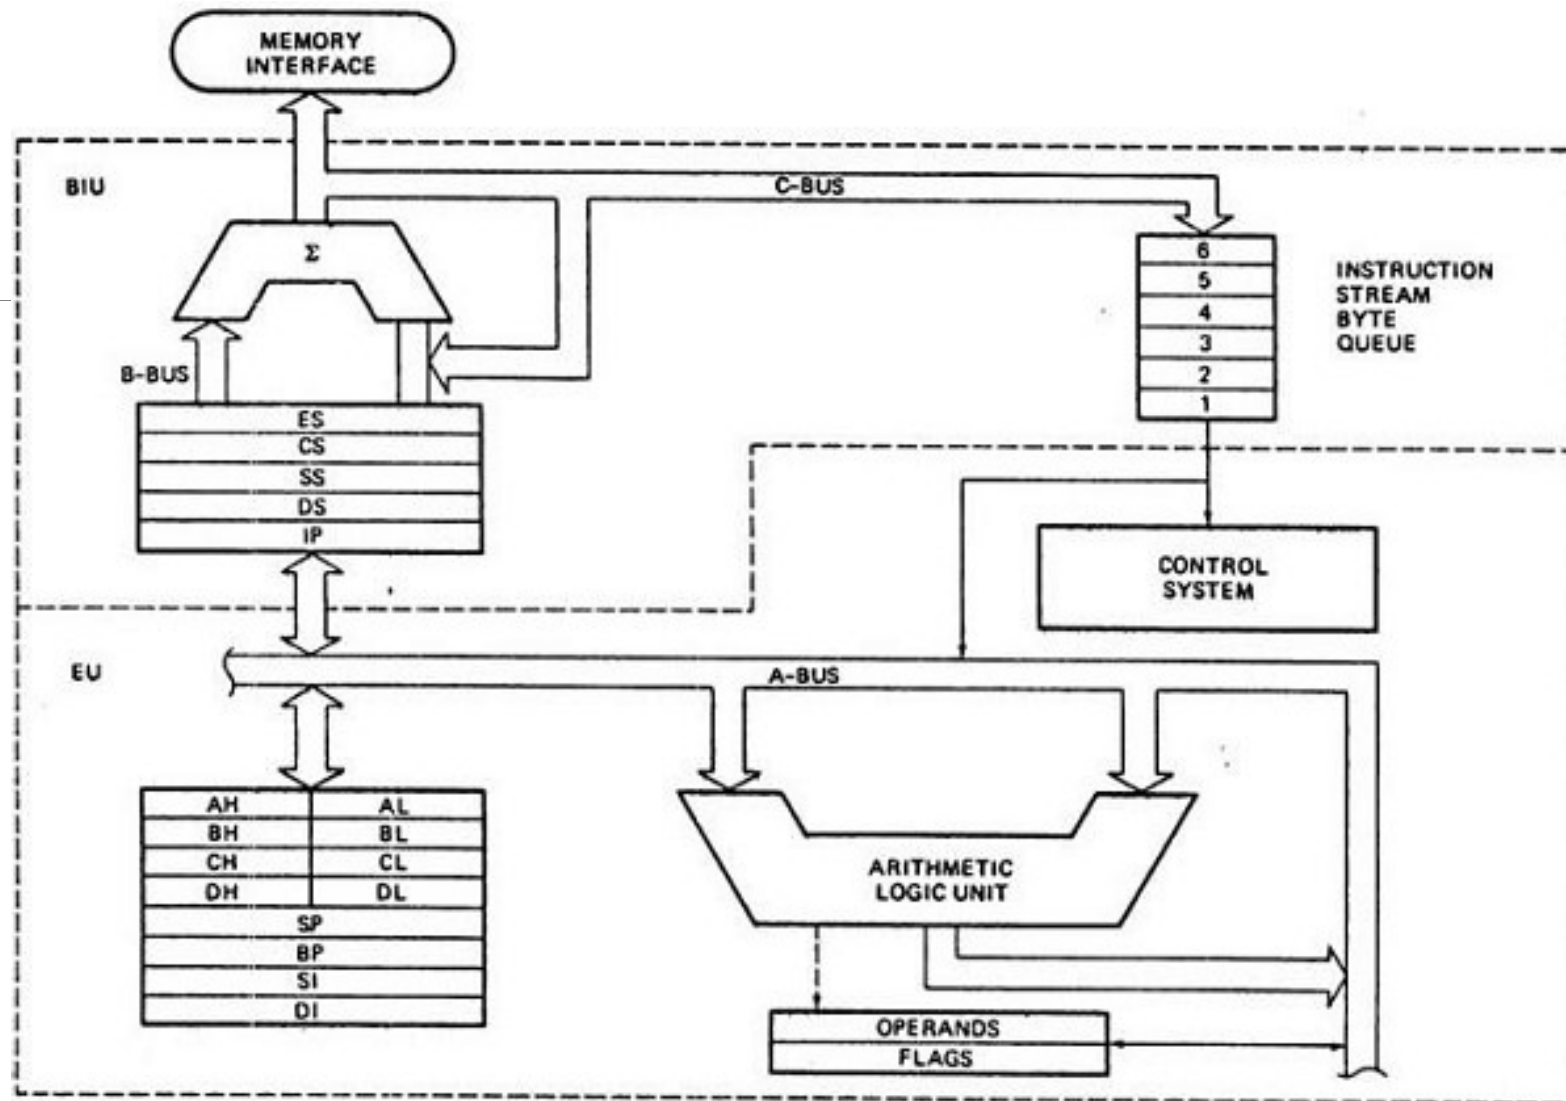 MEMORY
INTERFACE
BIU
C-BUS
Σ
6
5
4
3
2
1
INSTRUCTION
STREAM
BYTE
QUEUE
B-BUS
ES
CS
SS
DS
IP
CONTROL
SYSTEM
EU
A-BUS
AH AL
BH BL
CH CL
DH DL
SP
BP
SI
DI
ARITHMETIC
LOGIC UNIT
OPERANDS
FLAGS